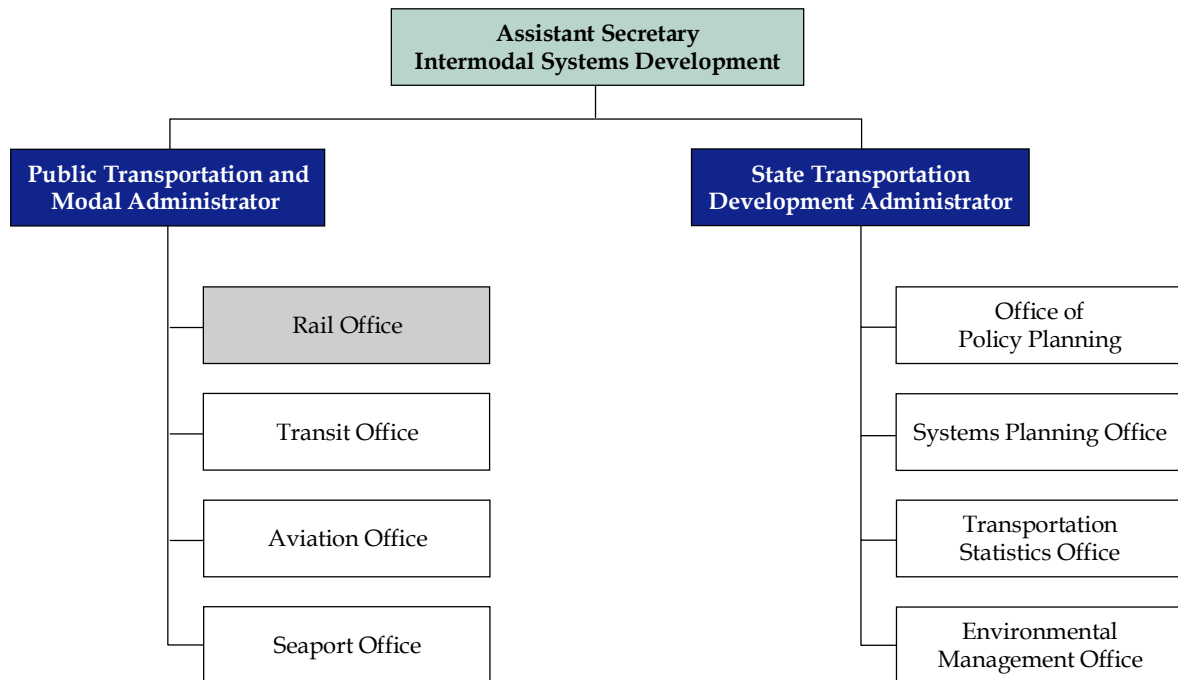 Assistant Secretary
Intermodal Systems Development
Public Transportation and
Modal Administrator
State Transportation
Development Administrator
Rail Office
Transit Office
Aviation Office
Seaport Office
Office of
Policy Planning
Systems Planning Office
Transportation
Statistics Office
Environmental
Management Office